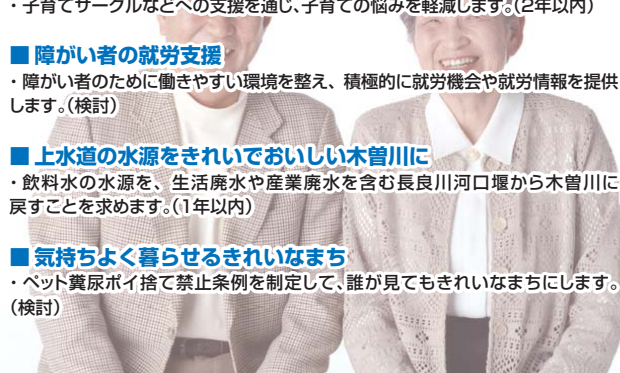 ・子育てサークルなどへの支援を通じ、子育ての悩みを軽減します。(2年以内)
■ 障がい者の就労支援
・障がい者のために働きやすい環境を整え、積極的に就労機会や就労情報を提供
します。(検討)
■ 上水道の水源をきれいでおいしい木曽川に
・飲料水の水源を、生活廃水や産業廃水を含む長良川河口堰から木曽川に
戻すことを求めます。(1年以内)
■ 気持ちよく暮らせるきれいなまち
・ペット糞尿ポイ捨て禁止条例を制定して、誰が見てもきれいなまちにします。
(検討)